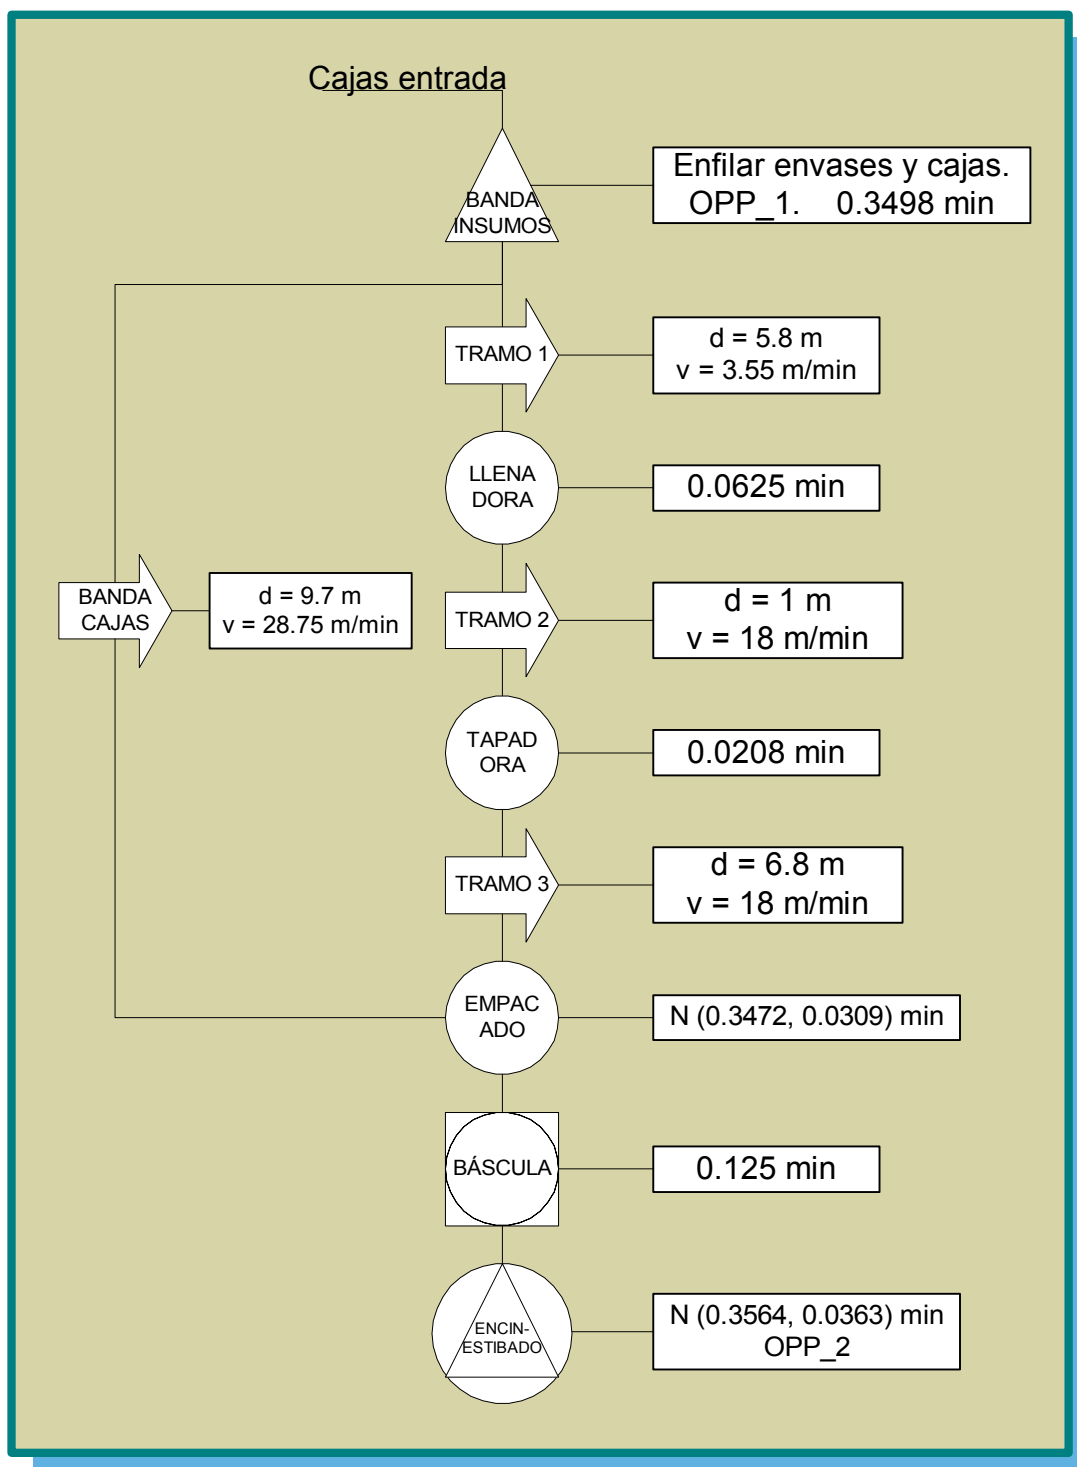 Cajas entrada
BANDA
INSUMOS
Enfilar envases y cajas.
OPP_1. 0.3498 min
TRAMO 1
d = 5.8 m
v = 3.55 m/min
LLENA
DORA
0.0625 min
BANDA
CAJAS
d = 9.7 m
v = 28.75 m/min
TRAMO 2
d = 1 m
v = 18 m/min
TAPAD
ORA
0.0208 min
TRAMO 3
d = 6.8 m
v = 18 m/min
EMPAC
ADO
N (0.3472, 0.0309) min
BÁSCULA
0.125 min
ENCIN-
ESTIBADO
N (0.3564, 0.0363) min
OPP_2